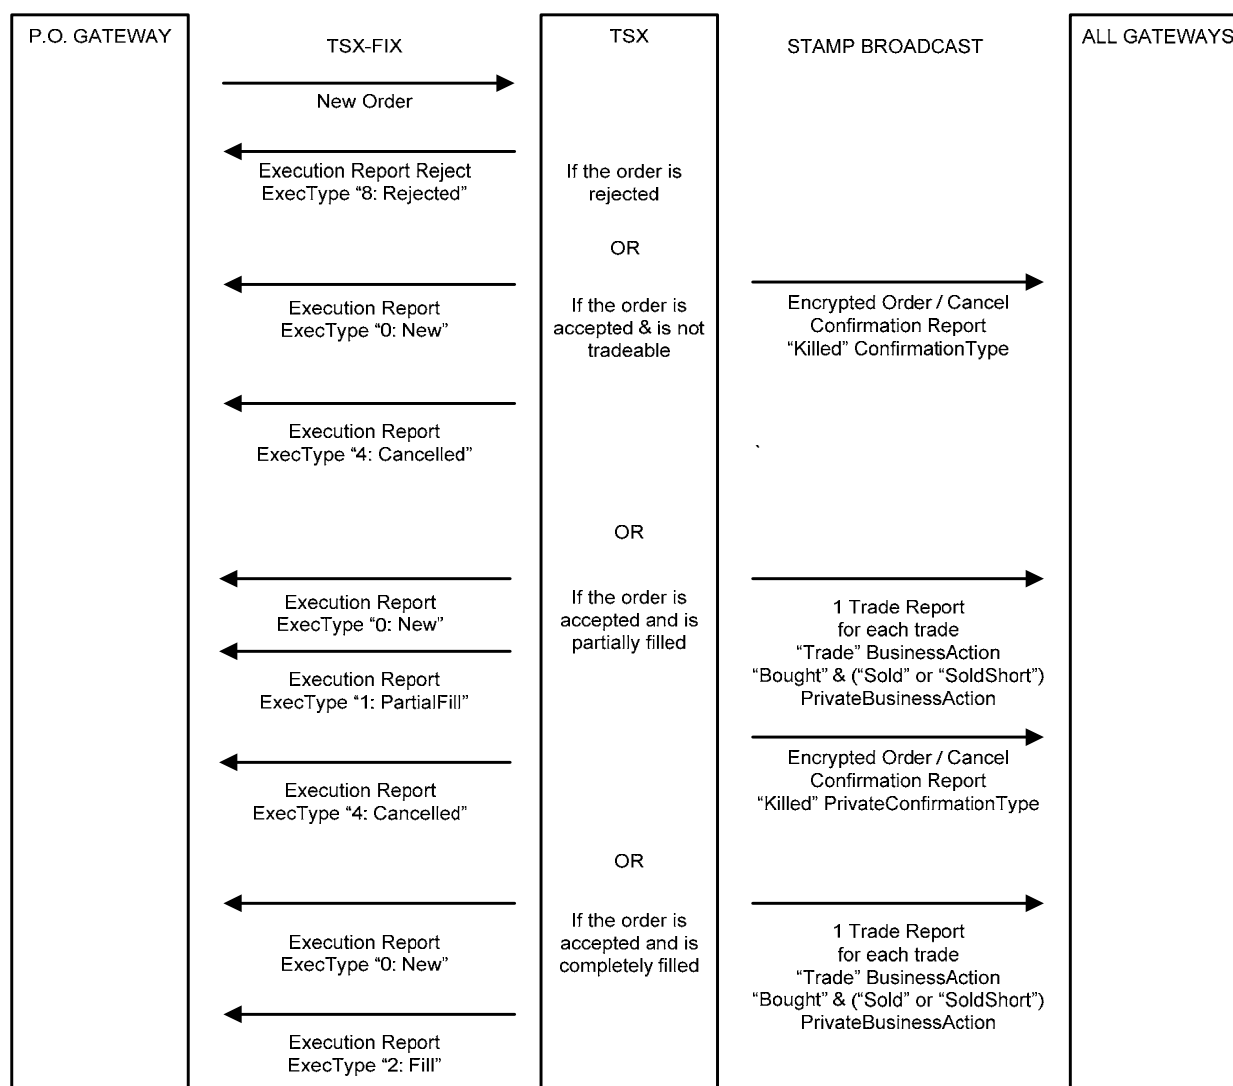 P.O. GATEWAY
TSX-FIX
TSX
STAMP BROADCAST
ALL GATEWAYS
New Order
Execution Report Reject
ExecType “8: Rejected”
If the order is
rejected
OR
Execution Report
ExecType “0: New”
If the order is
accepted & is not
tradeable
Encrypted Order / Cancel
Confirmation Report
“Killed” ConfirmationType
Execution Report
ExecType “4: Cancelled”
OR
Execution Report
ExecType “0: New”
If the order is
accepted and is
partially filled
1 Trade Report
for each trade
“Trade” BusinessAction
“Bought” & (“Sold” or “SoldShort”)
PrivateBusinessAction
Execution Report
ExecType “1: PartialFill”
Encrypted Order / Cancel
Confirmation Report
“Killed” PrivateConfirmationType
Execution Report
ExecType “4: Cancelled”
OR
Execution Report
ExecType “0: New”
If the order is
accepted and is
completely filled
1 Trade Report
for each trade
“Trade” BusinessAction
“Bought” & (“Sold” or “SoldShort”)
PrivateBusinessAction
Execution Report
ExecType “2: Fill”